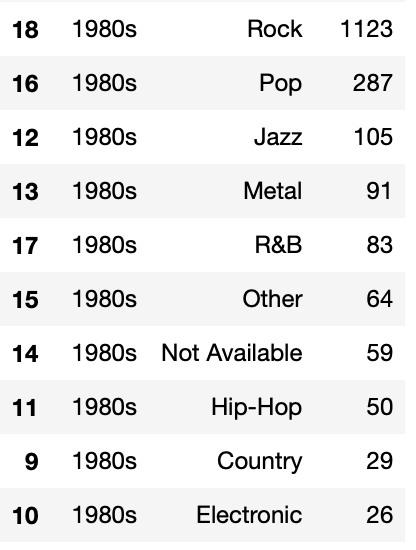 18 1980s Rock 1123
16 1980s Pop 287
12 1980s Jazz 105
13 1980s Metal 91
17 1980s R&B 83
15 1980s Other 64
14 1980s Not Available 59
11 1980s Hip-Hop 50
9 1980s Country 29
10 1980s Electronic 26